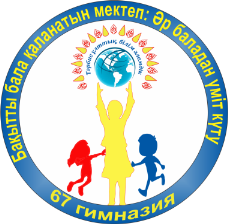 Бақытты бала қаланатын мектеп: Әр баладан үміт күту
67 гимназия